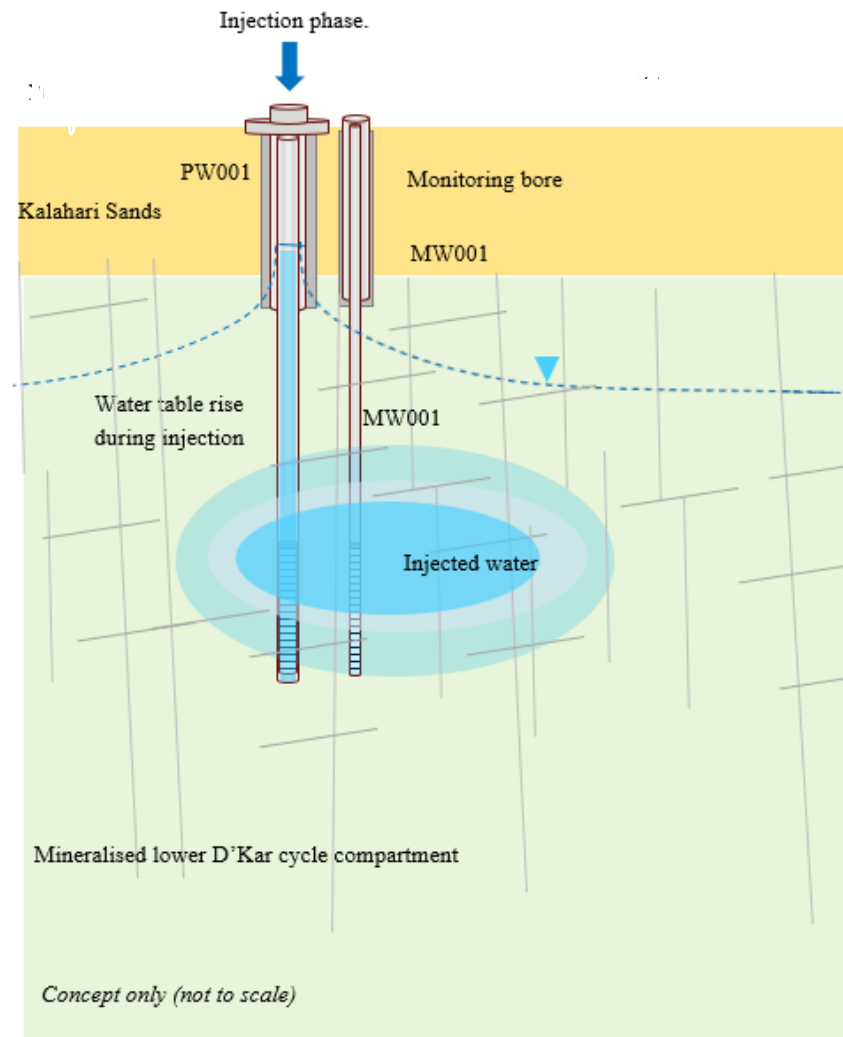 Injection phase.
PW001
Monitoring bore
Kalahari Sands
MW001
Water table rise
during injection
MW001
Injected water
Mineralised lower D’Kar cycle compartment
Concept only (not to scale)